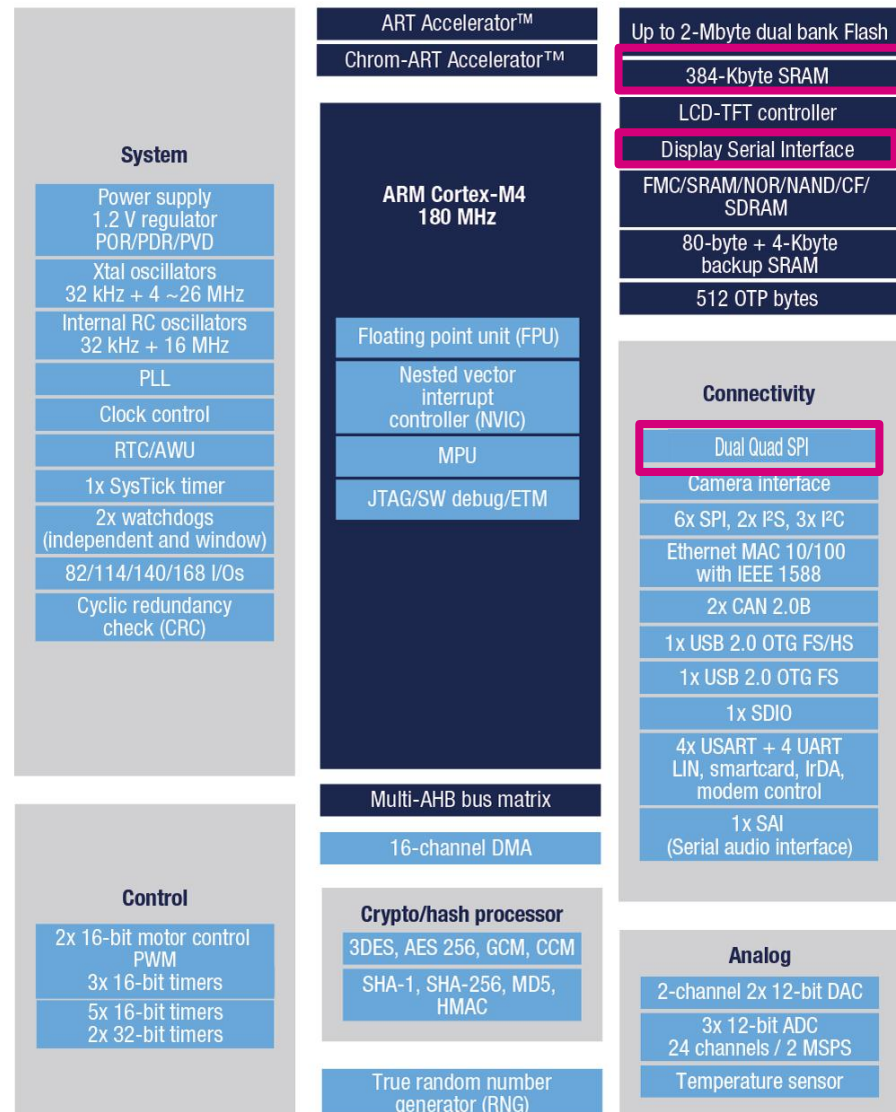 System
Power supply
1.2 V regulator
POR/PDR/PVD
Xtal oscillators
32 kHz + 4 ~26 MHz
Internal RC oscillators
32 kHz + 16 MHz
PLL
Clock control
RTC/AWU
1x SysTick timer
2x watchdogs
(independent and window)
82/114/140/168 I/Os
Cyclic redundancy
check (CRC)
Control
2x 16-bit motor control
PWM
3x 16-bit timers
5x 16-bit timers
2x 32-bit timers
ART Accelerator™
Chrom-ART Accelerator™
ARM Cortex-M4
180 MHz
Floating point unit (FPU)
Nested vector
interrupt
controller (NVIC)
MPU
JTAG/SW debug/ETM
Multi-AHB bus matrix
16-channel DMA
Crypto/hash processor
3DES, AES 256, GCM, CCM
SHA-1, SHA-256, MD5,
HMAC
True random number
generator (RNG)
Up to 2-Mbyte dual bank Flash
384-Kbyte SRAM
LCD-TFT controller
Display Serial Interface
FMC/SRAM/NOR/NAND/CF/
SDRAM
80-byte + 4-Kbyte
backup SRAM
512 OTP bytes
Connectivity
Dual Quad SPI
Camera interface
6x SPI, 2x I²S, 3x I²C
Ethernet MAC 10/100
with IEEE 1588
2x CAN 2.0B
1x USB 2.0 OTG FS/HS
1x USB 2.0 OTG FS
1x SDIO
4x USART + 4 UART
LIN, smartcard, IrDA,
modem control
1x SAI
(Serial audio interface)
Analog
2-channel 2x 12-bit DAC
3x 12-bit ADC
24 channels / 2 MSPS
Temperature sensor